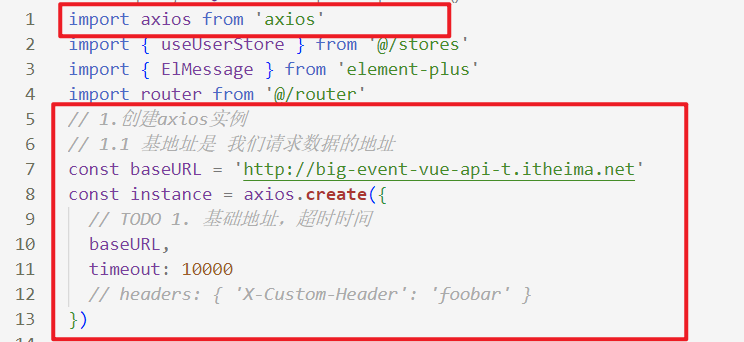 1 import axios from 'axios'
2 import { useUserStore } from '@/stores'
3 import { ElMessage } from 'element-plus'
4 import router from '@/router'
5 // 1.创建axios实例
6 // 1.1 基地址是 我们请求数据的地址
7 const baseURL = 'http://big-event-vue-api-t.itheima.net'
8 const instance = axios.create({
9 // TODO 1. 基础地址，超时时间
10 baseURL,
11 timeout: 10000
12 // headers: { 'X-Custom-Header': 'foobar' }
13 })